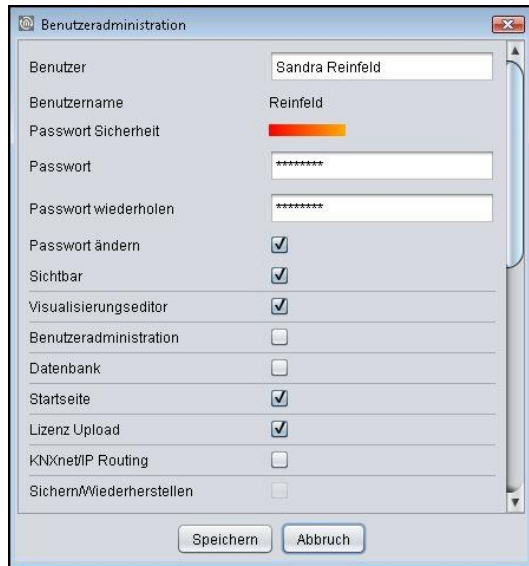 Benutzeradministration
Benutzer Sandra Reinfeld
Benutzername Reinfeld
Passwort Sicherheit
Passwort ********
Passwort wiederholen ********
Passwort ändern
Sichtbar
Visualisierungseditor
Benutzeradministration
Datenbank
Startseite
Lizenz Upload
KNXnet/IP Routing
Sichern/Wiederherstellen
Speichern Abbruch